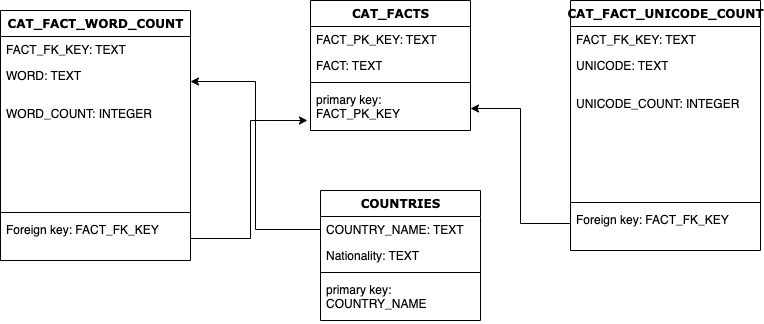 CAT_FACT_WORD_COUNT
FACT_FK_KEY: TEXT
WORD: TEXT
WORD_COUNT: INTEGER
Foreign key: FACT_FK_KEY
CAT_FACTS
FACT_PK_KEY: TEXT
FACT: TEXT
primary key:
FACT_PK_KEY
COUNTRIES
COUNTRY_NAME: TEXT
Nationality: TEXT
primary key:
COUNTRY_NAME
CAT_FACT_UNICODE_COUNT
FACT_FK_KEY: TEXT
UNICODE: TEXT
UNICODE_COUNT: INTEGER
Foreign key: FACT_FK_KEY